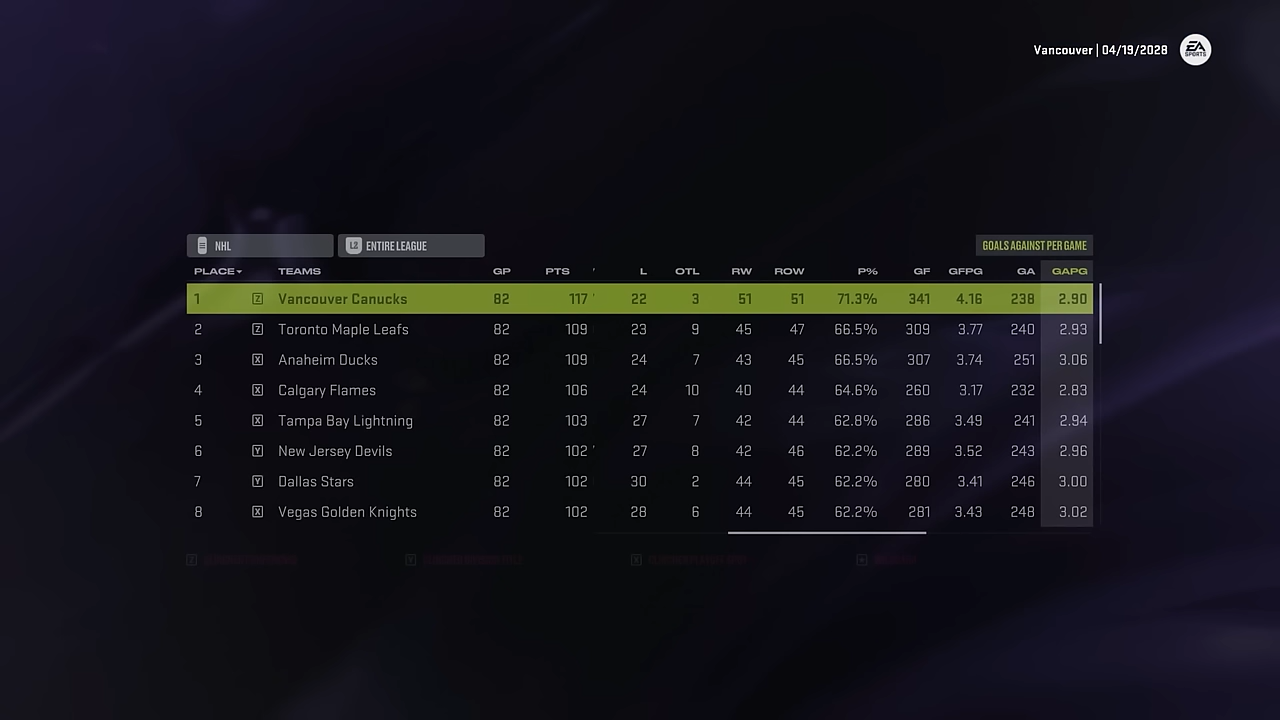 Vancouver | 04/19/2028 EA SPORTS
NHL L2 ENTIRE LEAGUE GOALS AGAINST PER GAME
PLACE TEAMS GP PTS L OTL RW ROW P% GF GFPG GA GAPG
1 Z Vancouver Canucks 82 117 22 3 51 51 71.3% 341 4.16 238 2.90
2 Z Toronto Maple Leafs 82 109 23 9 45 47 66.5% 309 3.77 240 2.93
3 X Anaheim Ducks 82 109 24 7 43 45 66.5% 307 3.74 251 3.06
4 X Calgary Flames 82 106 24 10 40 44 64.6% 260 3.17 232 2.83
5 X Tampa Bay Lightning 82 103 27 7 42 44 62.8% 286 3.49 241 2.94
6 Y New Jersey Devils 82 102 27 8 42 46 62.2% 289 3.52 243 2.96
7 Y Dallas Stars 82 102 30 2 44 45 62.2% 280 3.41 246 3.00
8 X Vegas Golden Knights 82 102 28 6 44 45 62.2% 281 3.43 248 3.02
Z Y X